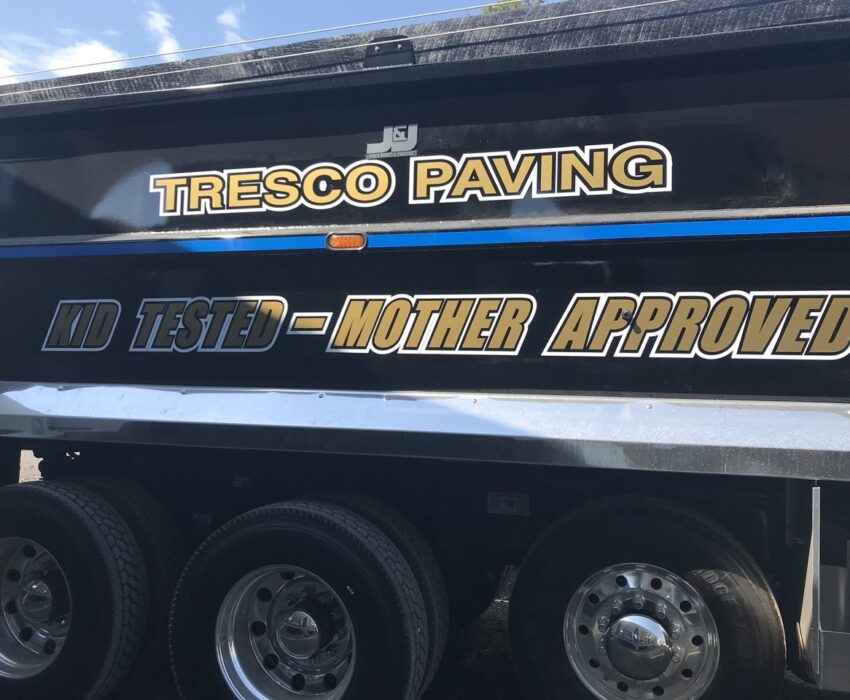 J&J
TRESCO PAVING
KID TESTED - MOTHER APPROVED